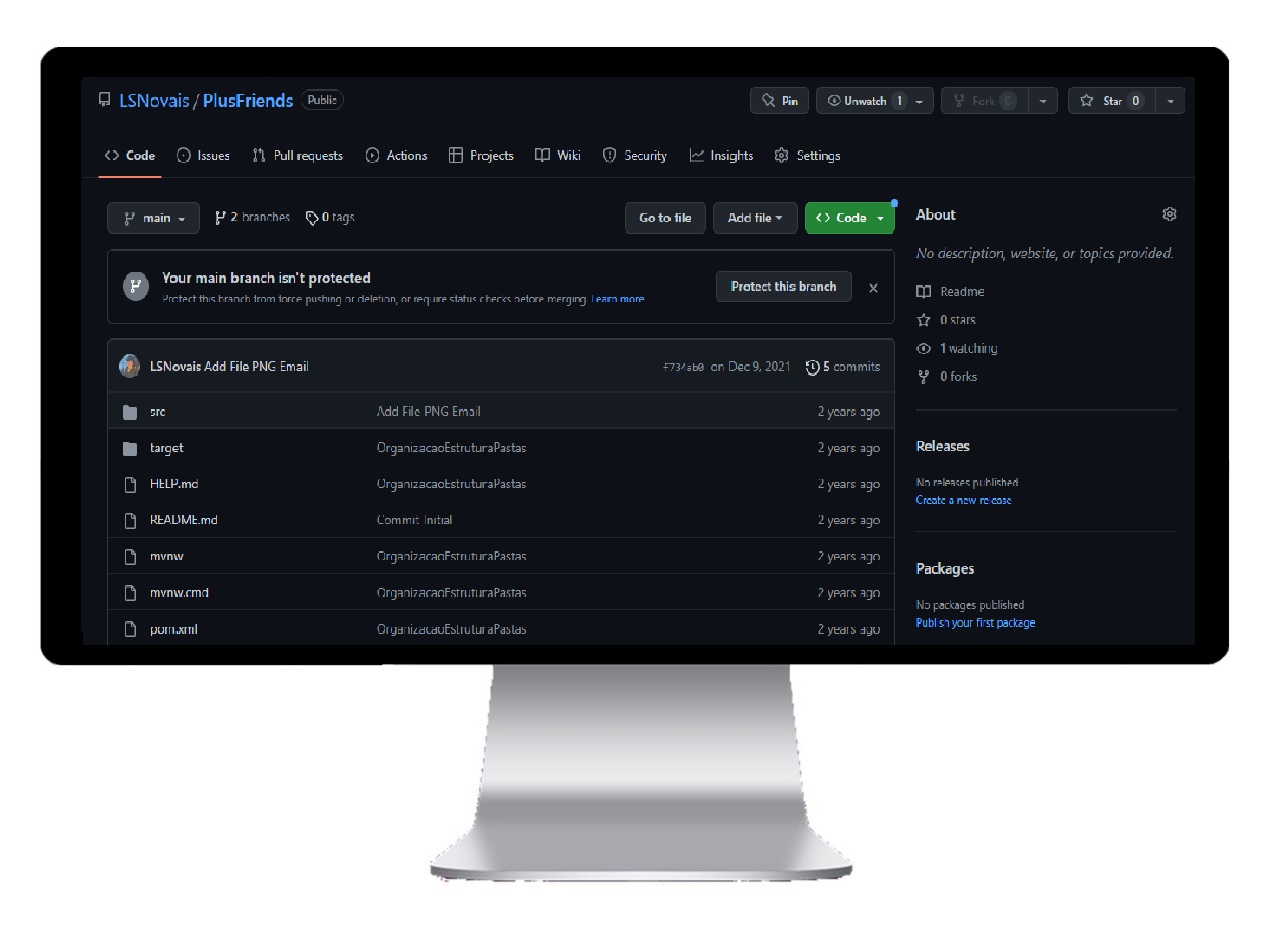 LSNovais / PlusFriends Public
Pin
Unwatch 1
Fork 0
Star 0
Code
Issues
Pull requests
Actions
Projects
Wiki
Security
Insights
Settings
main
2 branches
0 tags
Go to file
Add file
Code
Your main branch isn't protected
Protect this branch from force pushing or deletion, or require status checks before merging. Learn more
Protect this branch
LSNovais Add File PNG Email f734ab0 on Dec 9, 2021 5 commits
src Add File PNG Email 2 years ago
target OrganizacaoEstruturaPastas 2 years ago
HELP.md OrganizacaoEstruturaPastas 2 years ago
README.md Commit Initial 2 years ago
mvnw OrganizacaoEstruturaPastas 2 years ago
mvnw.cmd OrganizacaoEstruturaPastas 2 years ago
pom.xml OrganizacaoEstruturaPastas 2 years ago
About
No description, website, or topics provided.
Readme
0 stars
1 watching
0 forks
Releases
No releases published
Create a new release
Packages
No packages published
Publish your first package